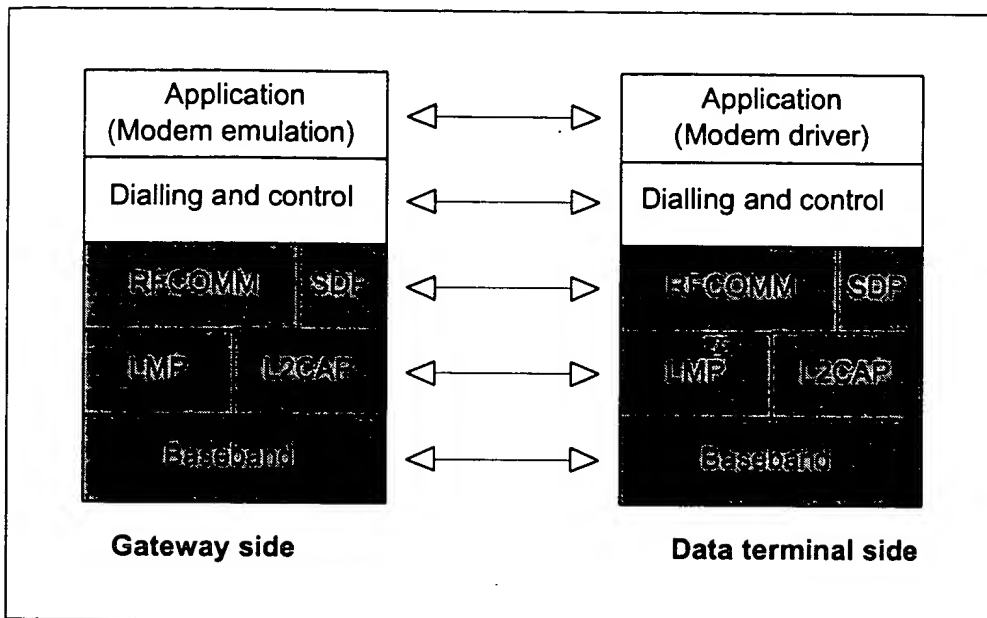 Application
(Modem emulation)
Dialling and control
RFCOMM SDP
LMP L2CAP
Baseband
Gateway side
Application
(Modem driver)
Dialling and control
RFCOMM SDP
LMP L2CAP
Baseband
Data terminal side